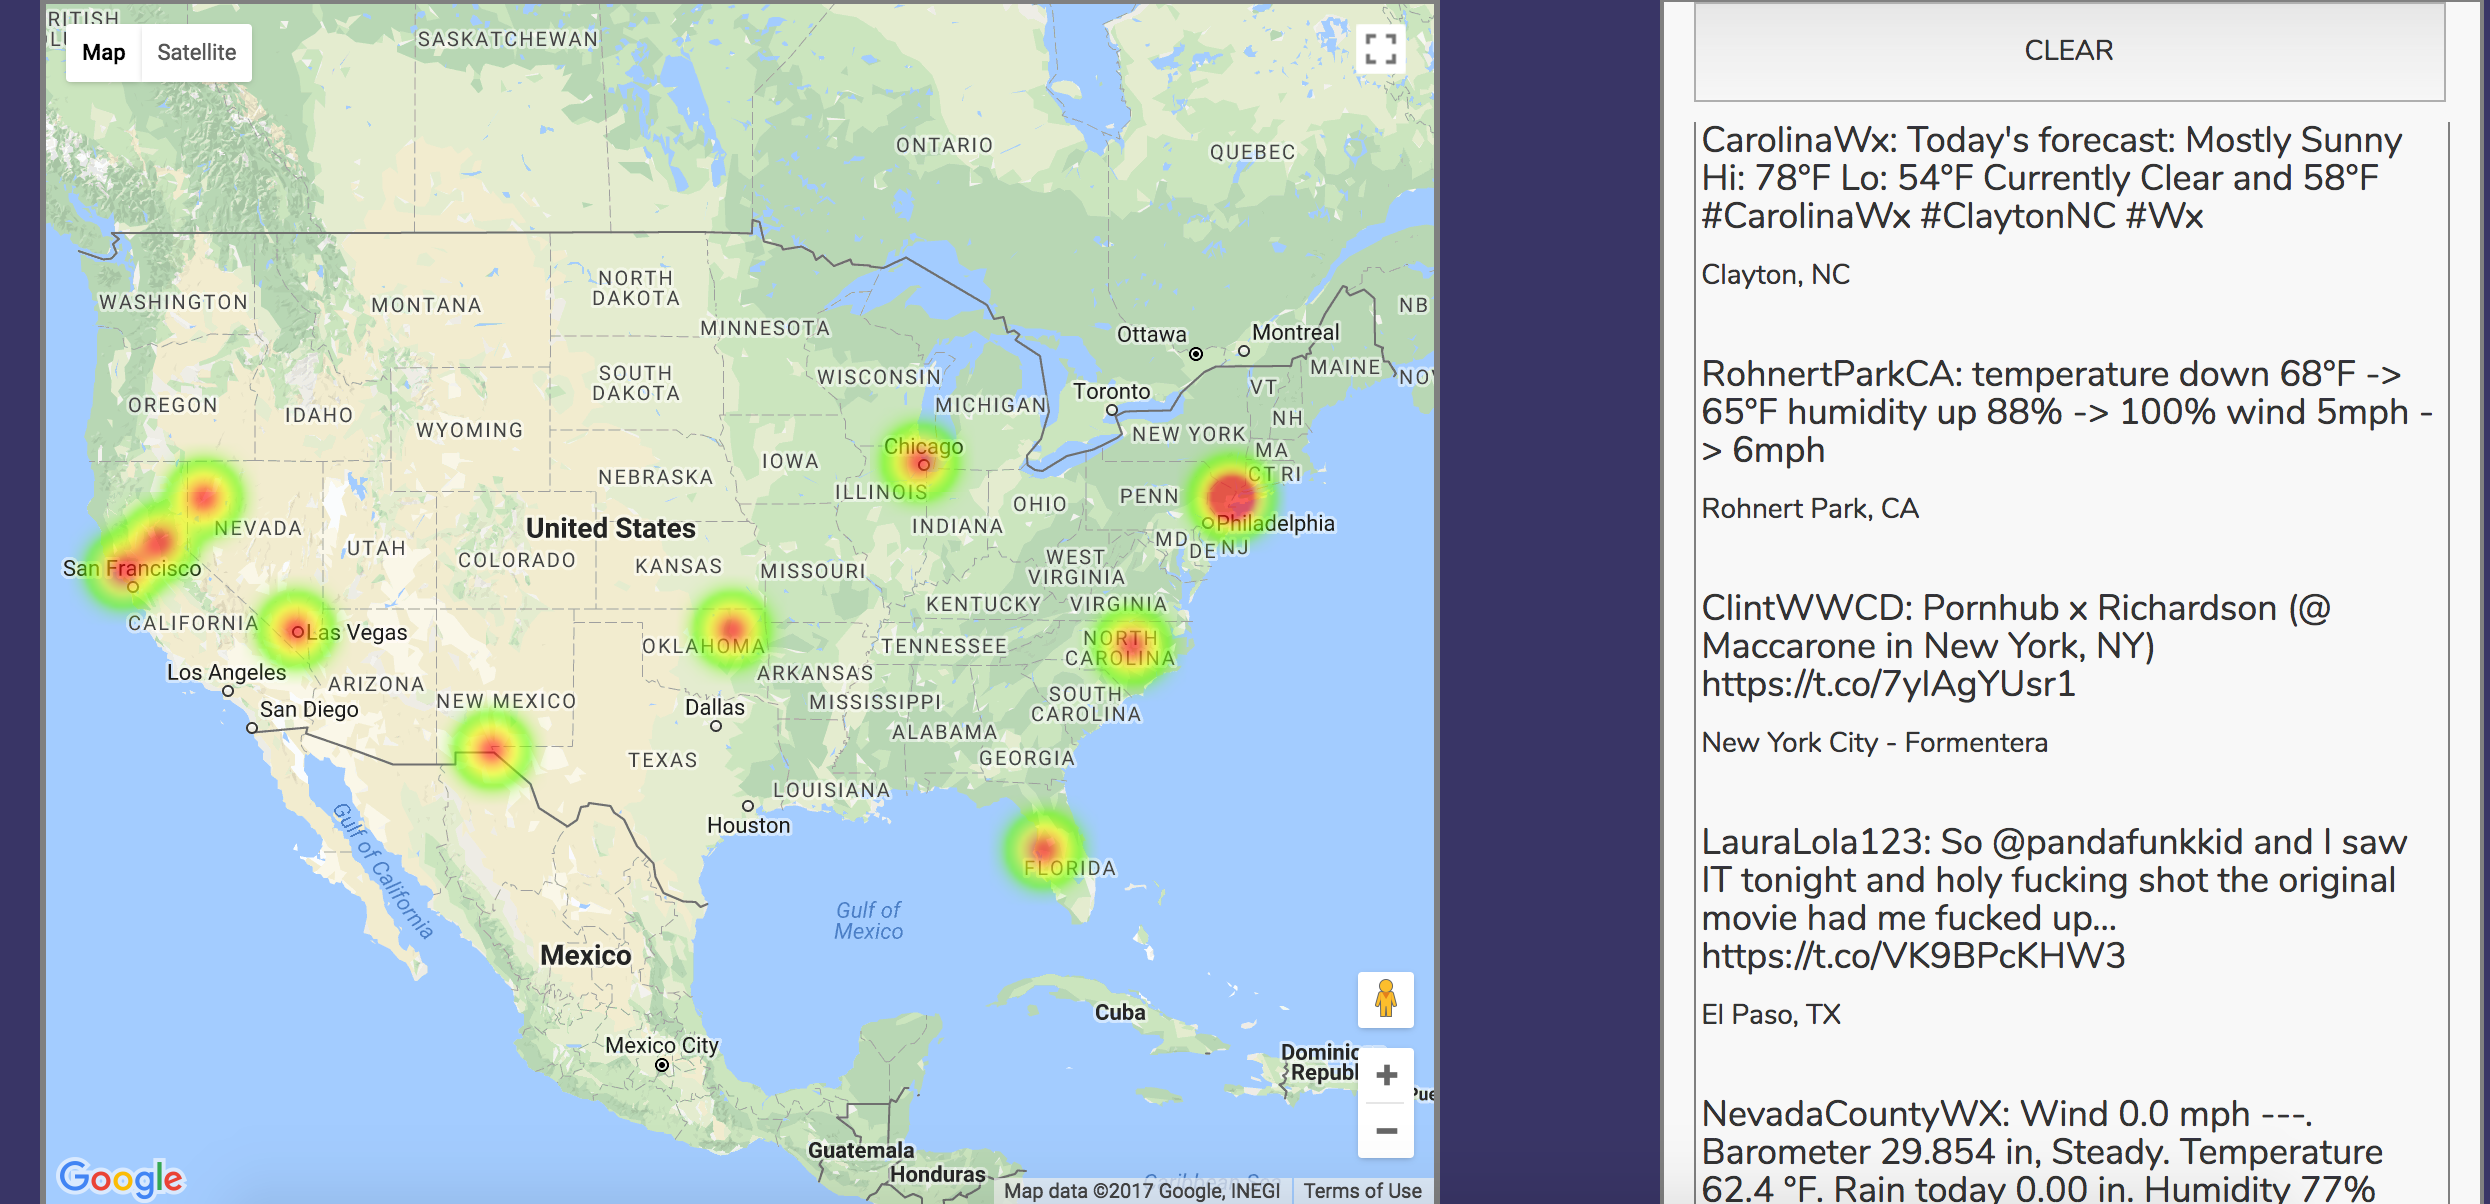 RITISH
Map
Satellite
SASKATCHEWAN
ONTARIO
QUEBEC
WASHINGTON
MONTANA
NORTH
DAKOTA
MINNESOTA
NB
Ottawa
Montreal
OREGON
IDAHO
SOUTH
DAKOTA
WISCONSIN
MICHIGAN
Toronto
MAINE
NO
VT
WYOMING
NH
NEW YORK
MA
CT RI
Chicago
IOWA
NEBRASKA
ILLINOIS
OHIO
PENN
NEVADA
United States
INDIANA
Philadelphia
UTAH
COLORADO
KANSAS
MISSOURI
WEST
VIRGINIA
MD
DE
NJ
San Francisco
CALIFORNIA
Las Vegas
KENTUCKY
VIRGINIA
OKLAHOMA
TENNESSEE
NORTH
CAROLINA
Los Angeles
ARIZONA
NEW MEXICO
ARKANSAS
San Diego
Dallas
MISSISSIPPI
SOUTH
CAROLINA
ALABAMA
TEXAS
GEORGIA
LOUISIANA
Houston
Gulf of California
FLORIDA
Gulf of
Mexico
Mexico
Cuba
Mexico City
Dominic
Republ
Pue
Guatemala
Honduras
Caribbean Sea
Google
Map data ©2017 Google, INEGI
Terms of Use
CLEAR
CarolinaWx: Today's forecast: Mostly Sunny
Hi: 78°F Lo: 54°F Currently Clear and 58°F
#CarolinaWx #ClaytonNC #Wx
Clayton, NC
RohnertParkCA: temperature down 68°F ->
65°F humidity up 88% -> 100% wind 5mph -
> 6mph
Rohnert Park, CA
ClintWWCD: Pornhub x Richardson (@
Maccarone in New York, NY)
https://t.co/7yIAgYUsr1
New York City - Formentera
LauraLola123: So @pandafunkkid and I saw
IT tonight and holy fucking shot the original
movie had me fucked up...
https://t.co/VK9BPcKHW3
El Paso, TX
NevadaCountyWX: Wind 0.0 mph ---.
Barometer 29.854 in, Steady. Temperature
62.4 °F. Rain today 0.00 in. Humidity 77%